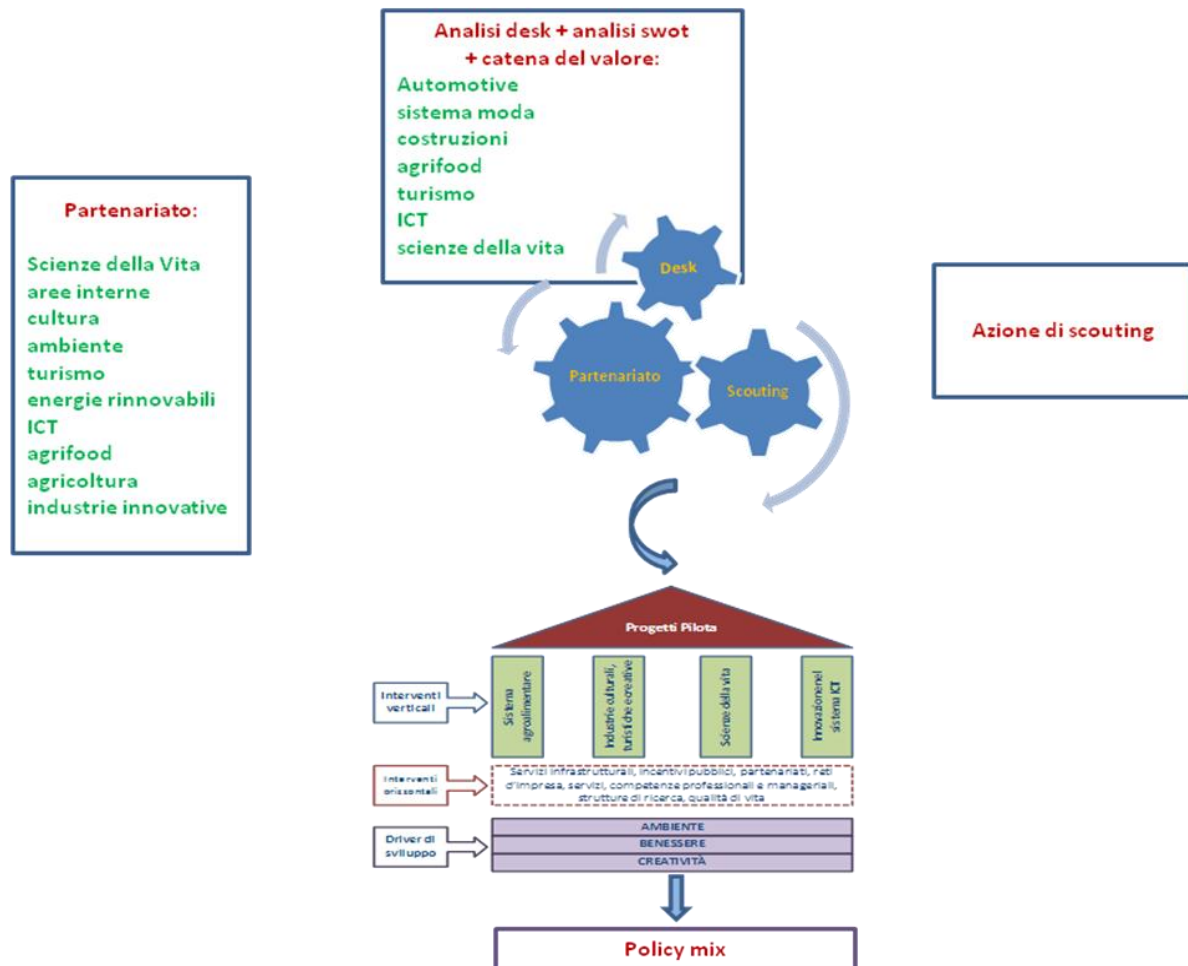 Analisi desk + analisi swot
+ catena del valore:
Automotive
sistema moda
costruzioni
agrifood
turismo
ICT
scienze della vita
Partenariato:
Scienze della Vita
aree interne
cultura
ambiente
turismo
energie rinnovabili
ICT
agrifood
agricoltura
industrie innovative
Desk
Partenariato
Scouting
Azione di scouting
Progetti Pilota
Interventi
verticali
Sistema
agroalimentare
Industrie culturali,
turistiche e creative
Scienze della vita
Innovazione nel
sistema ICT
Interventi
orizzontali
Servizi infrastrutturali, incentivi pubblici, partenariati, reti
d'impresa, servizi, competenze professionali e manageriali,
strutture di ricerca, qualità di vita
Driver di
sviluppo
AMBIENTE
BENESSERE
CREATIVITÀ
Policy mix